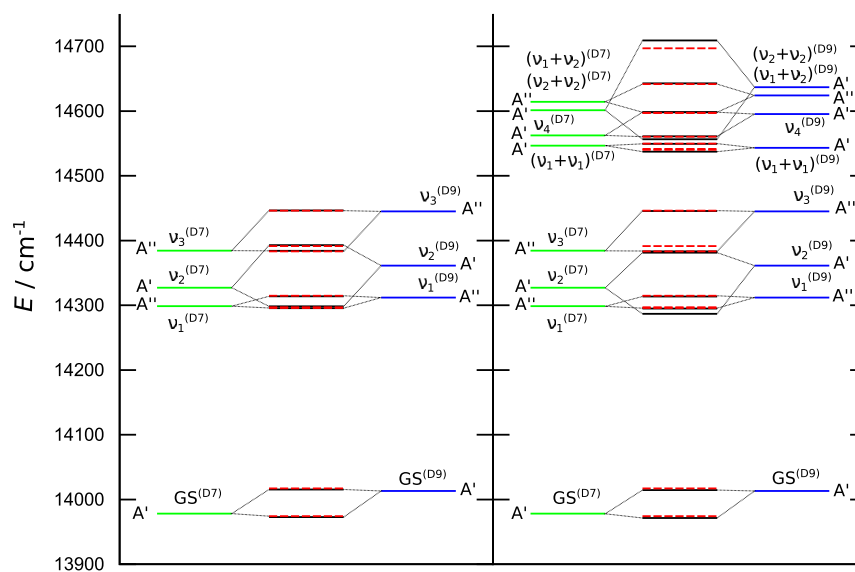 14700
14600
14500
14400
14300
14200
14100
14000
13900
E / cm⁻¹
ν₃⁽ᴰ⁷⁾
A''
ν₂⁽ᴰ⁷⁾
A'
A''
ν₁⁽ᴰ⁷⁾
GS⁽ᴰ⁷⁾
A'
ν₃⁽ᴰ⁹⁾
A''
ν₂⁽ᴰ⁹⁾
A'
ν₁⁽ᴰ⁹⁾
A''
GS⁽ᴰ⁹⁾
A'
(ν₁+ν₂)⁽ᴰ⁷⁾
(ν₂+ν₂)⁽ᴰ⁷⁾
A''
A'
ν₄⁽ᴰ⁷⁾
A'
A'
(ν₁+ν₁)⁽ᴰ⁷⁾
ν₃⁽ᴰ⁷⁾
A''
ν₂⁽ᴰ⁷⁾
A'
A''
ν₁⁽ᴰ⁷⁾
GS⁽ᴰ⁷⁾
A'
(ν₂+ν₂)⁽ᴰ⁹⁾
(ν₁+ν₂)⁽ᴰ⁹⁾
A'
A''
A'
ν₄⁽ᴰ⁹⁾
A'
(ν₁+ν₁)⁽ᴰ⁹⁾
ν₃⁽ᴰ⁹⁾
A''
ν₂⁽ᴰ⁹⁾
A'
ν₁⁽ᴰ⁹⁾
A''
GS⁽ᴰ⁹⁾
A'